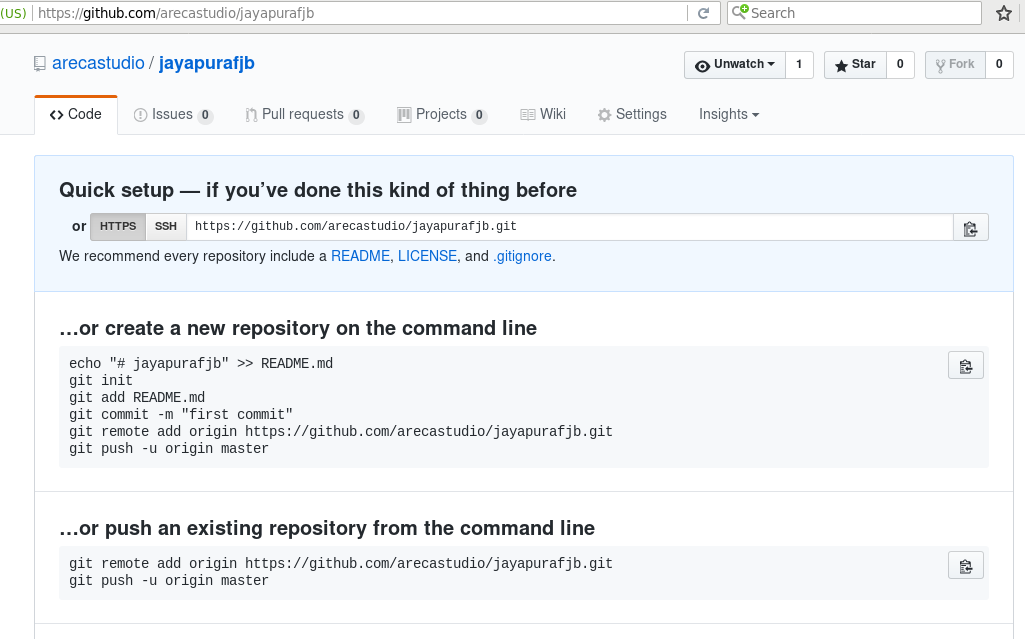 (US) https://github.com/arecastudio/jayapurafjb Search
arecastudio / jayapurafjb Unwatch 1 Star 0 Fork 0
Code Issues 0 Pull requests 0 Projects 0 Wiki Settings Insights
Quick setup — if you’ve done this kind of thing before
or HTTPS SSH https://github.com/arecastudio/jayapurafjb.git
We recommend every repository include a README, LICENSE, and .gitignore.
…or create a new repository on the command line
echo "# jayapurafjb" >> README.md
git init
git add README.md
git commit -m "first commit"
git remote add origin https://github.com/arecastudio/jayapurafjb.git
git push -u origin master
…or push an existing repository from the command line
git remote add origin https://github.com/arecastudio/jayapurafjb.git
git push -u origin master